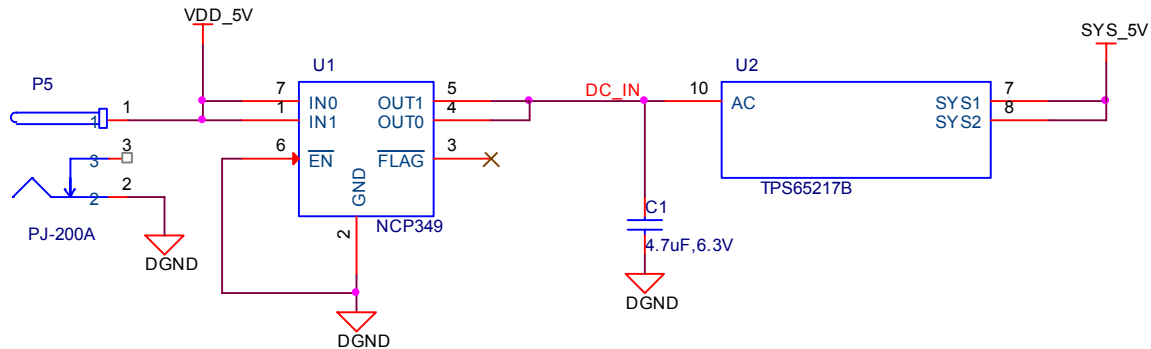 VDD_5V
SYS_5V
P5
U1
U2
1
1
3
3
2
2
PJ-200A
DGND
7
IN0
1
IN1
6
EN
GND
2
OUT1
5
OUT0
4
FLAG
3
NCP349
DGND
DC_IN
10
AC
SYS1
7
SYS2
8
TPS65217B
C1
4.7uF,6.3V
DGND